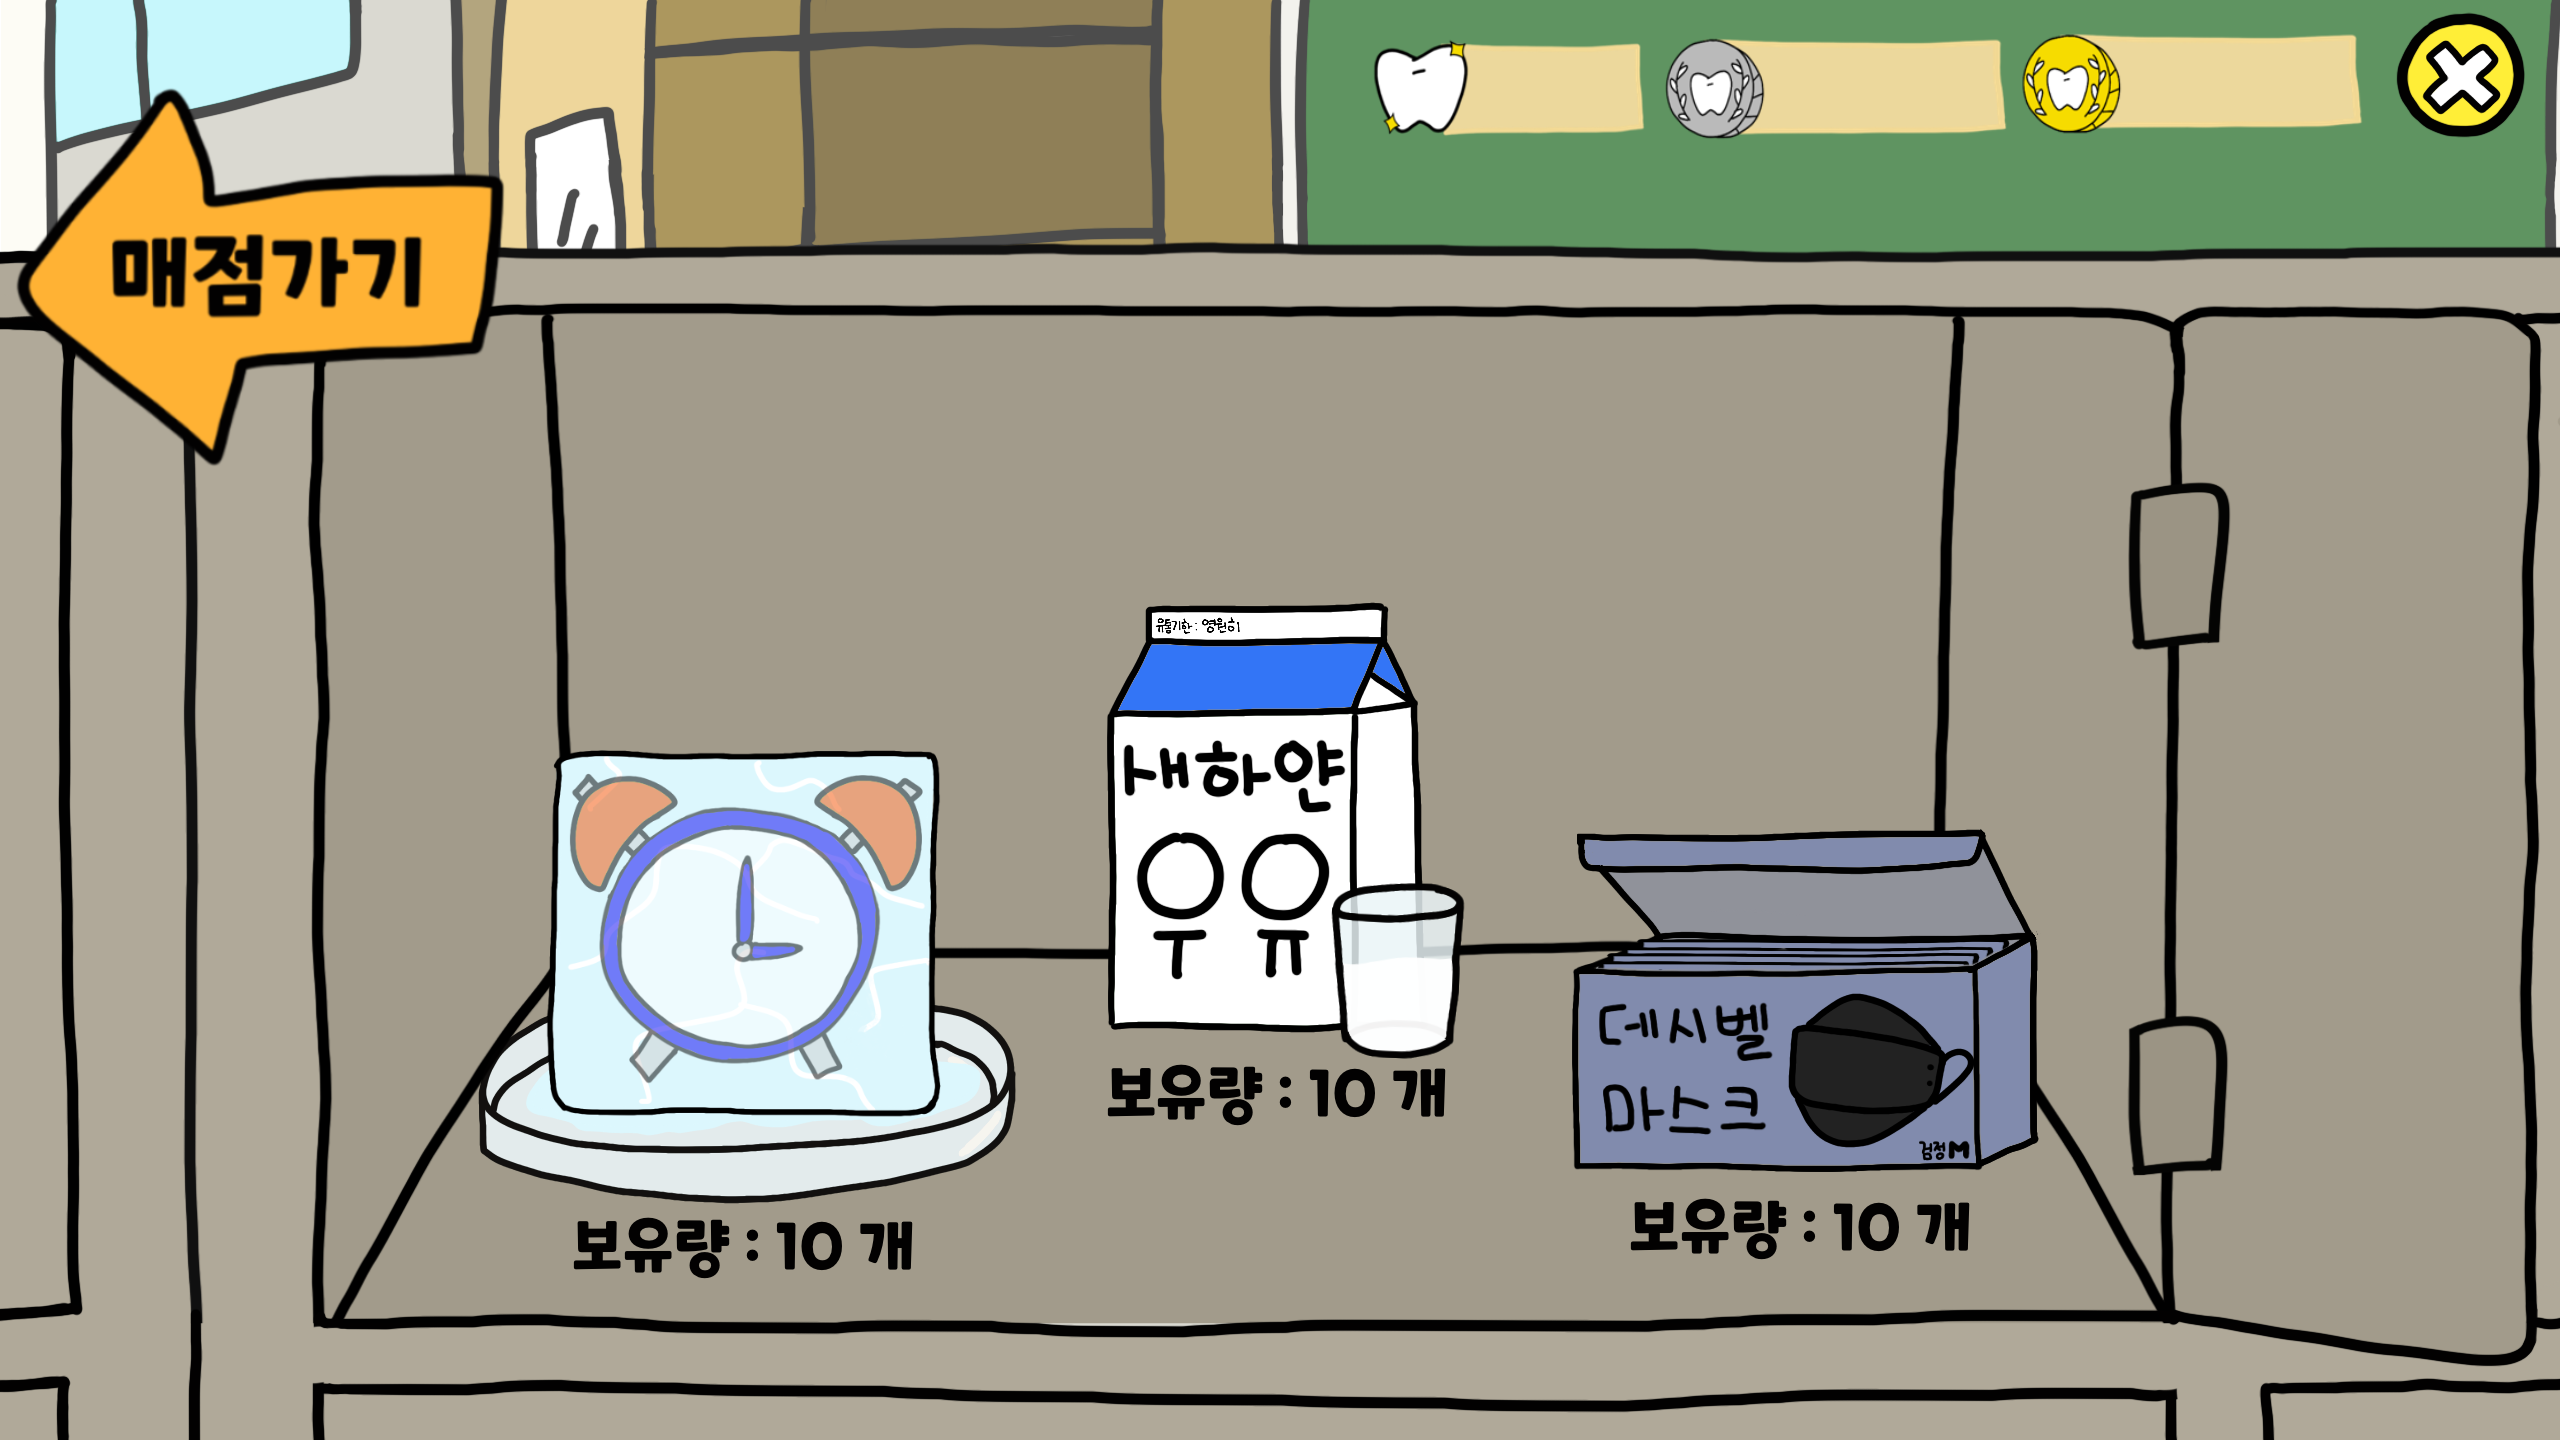 매점가기
유통기한 : 영원히
새하얀
우유
데시벨
마스크
검정 M
보유량 : 10 개
보유량 : 10 개
보유량 : 10 개